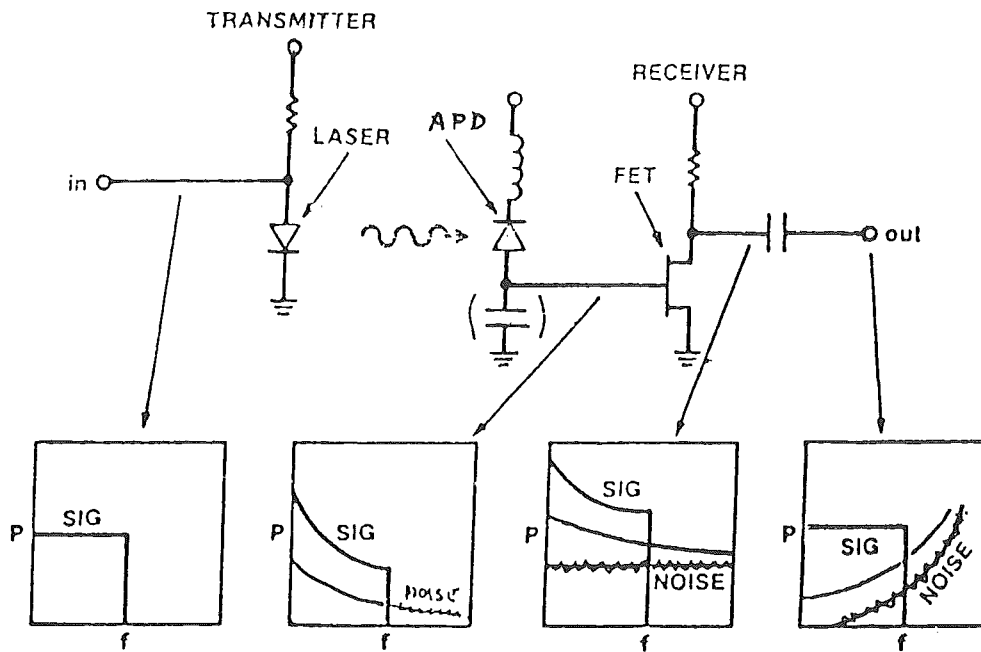 TRANSMITTER
RECEIVER
APD
LASER
FET
in
out
P
SIG
f
P
SIG
NOISE
f
P
SIG
NOISE
f
P
SIG
NOISE
f